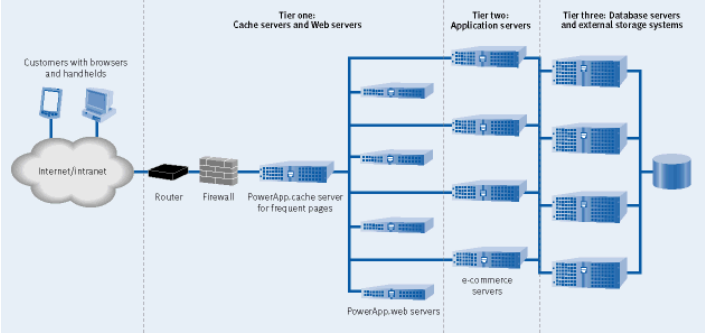 Tier one:
Cache servers and Web servers
Tier two:
Application servers
Tier three: Database servers
and external storage systems
Customers with browsers
and handhelds
Internet/intranet
Router
Firewall
PowerApp.cache server
for frequent pages
e-commerce
servers
PowerApp.web servers